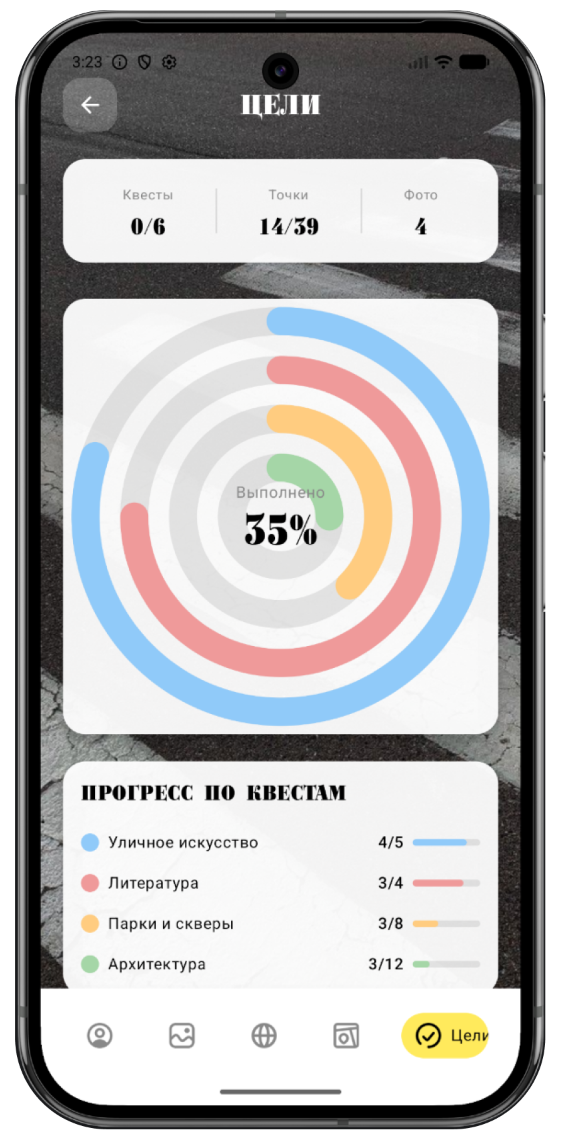 3:23
ЦЕЛИ
Квесты Точки Фото
0/6 14/39 4
Выполнено
35%
ПРОГРЕСС ПО КВЕСТАМ
Уличное искусство 4/5
Литература 3/4
Парки и скверы 3/8
Архитектура 3/12
Цели